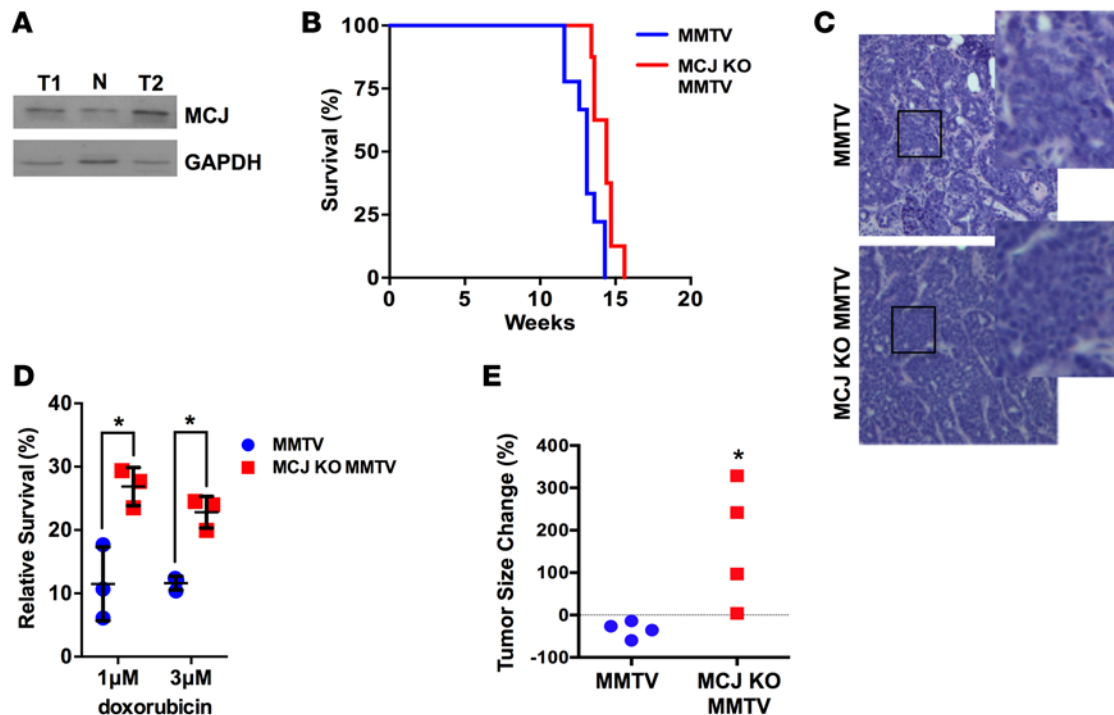 A
T1 N T2
MCJ
GAPDH
B
Survival (%)
100
75
50
25
0
0 5 10 15 20
Weeks
MMTV
MCJ KO
MMTV
C
MMTV
MCJ KO MMTV
D
Relative Survival (%)
40
30
20
10
0
* *
1µM 3µM
doxorubicin
MMTV
MCJ KO MMTV
E
Tumor Size Change (%)
400
300
200
100
0
-100
*
MMTV MCJ KO
MMTV